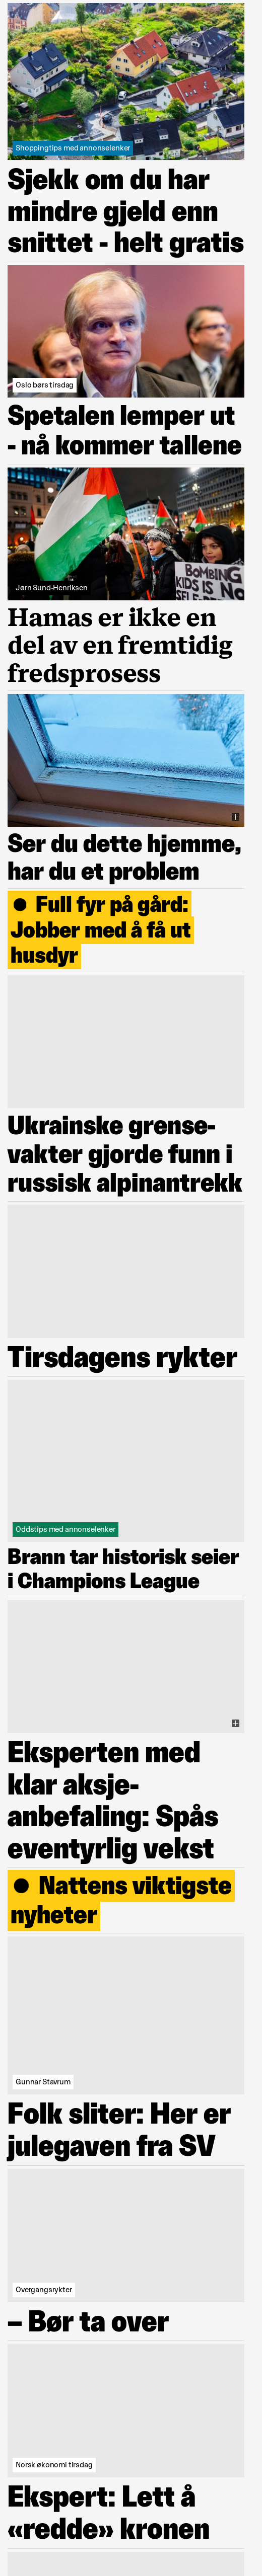 Shoppingtips med annonselenker
Sjekk om du har
mindre gjeld enn
snittet - helt gratis
Oslo børs tirsdag
Spetalen lemper ut
- nå kommer tallene
BOMBING
KIDS
NO
Jørn Sund-Henriksen
Hamas er ikke en
del av en fremtidig
fredsprosess
Ser du dette hjemme,
har du et problem
● Full fyr på gård:
Jobber med å få ut
husdyr
Ukrainske grense-
vakter gjorde funn i
russisk alpinantrekk
Tirsdagens rykter
Oddstips med annonselenker
Brann tar historisk seier
i Champions League
Eksperten med
klar aksje-
anbefaling: Spås
eventyrlig vekst
● Nattens viktigste
nyheter
Gunnar Stavrum
Folk sliter: Her er
julegaven fra SV
Overgangsrykter
– Bør ta over
Norsk økonomi tirsdag
Ekspert: Lett å
«redde» kronen